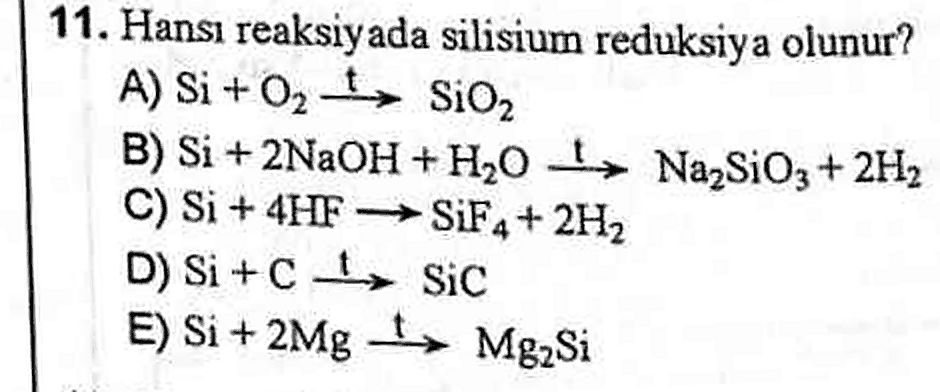 11. Hansı reaksiyada silisium reduksiya olunur?
A) Si + O₂ —t→ SiO₂
B) Si + 2NaOH + H₂O —t→ Na₂SiO₃ + 2H₂
C) Si + 4HF ⟶ SiF₄ + 2H₂
D) Si + C —t→ SiC
E) Si + 2Mg —t→ Mg₂Si